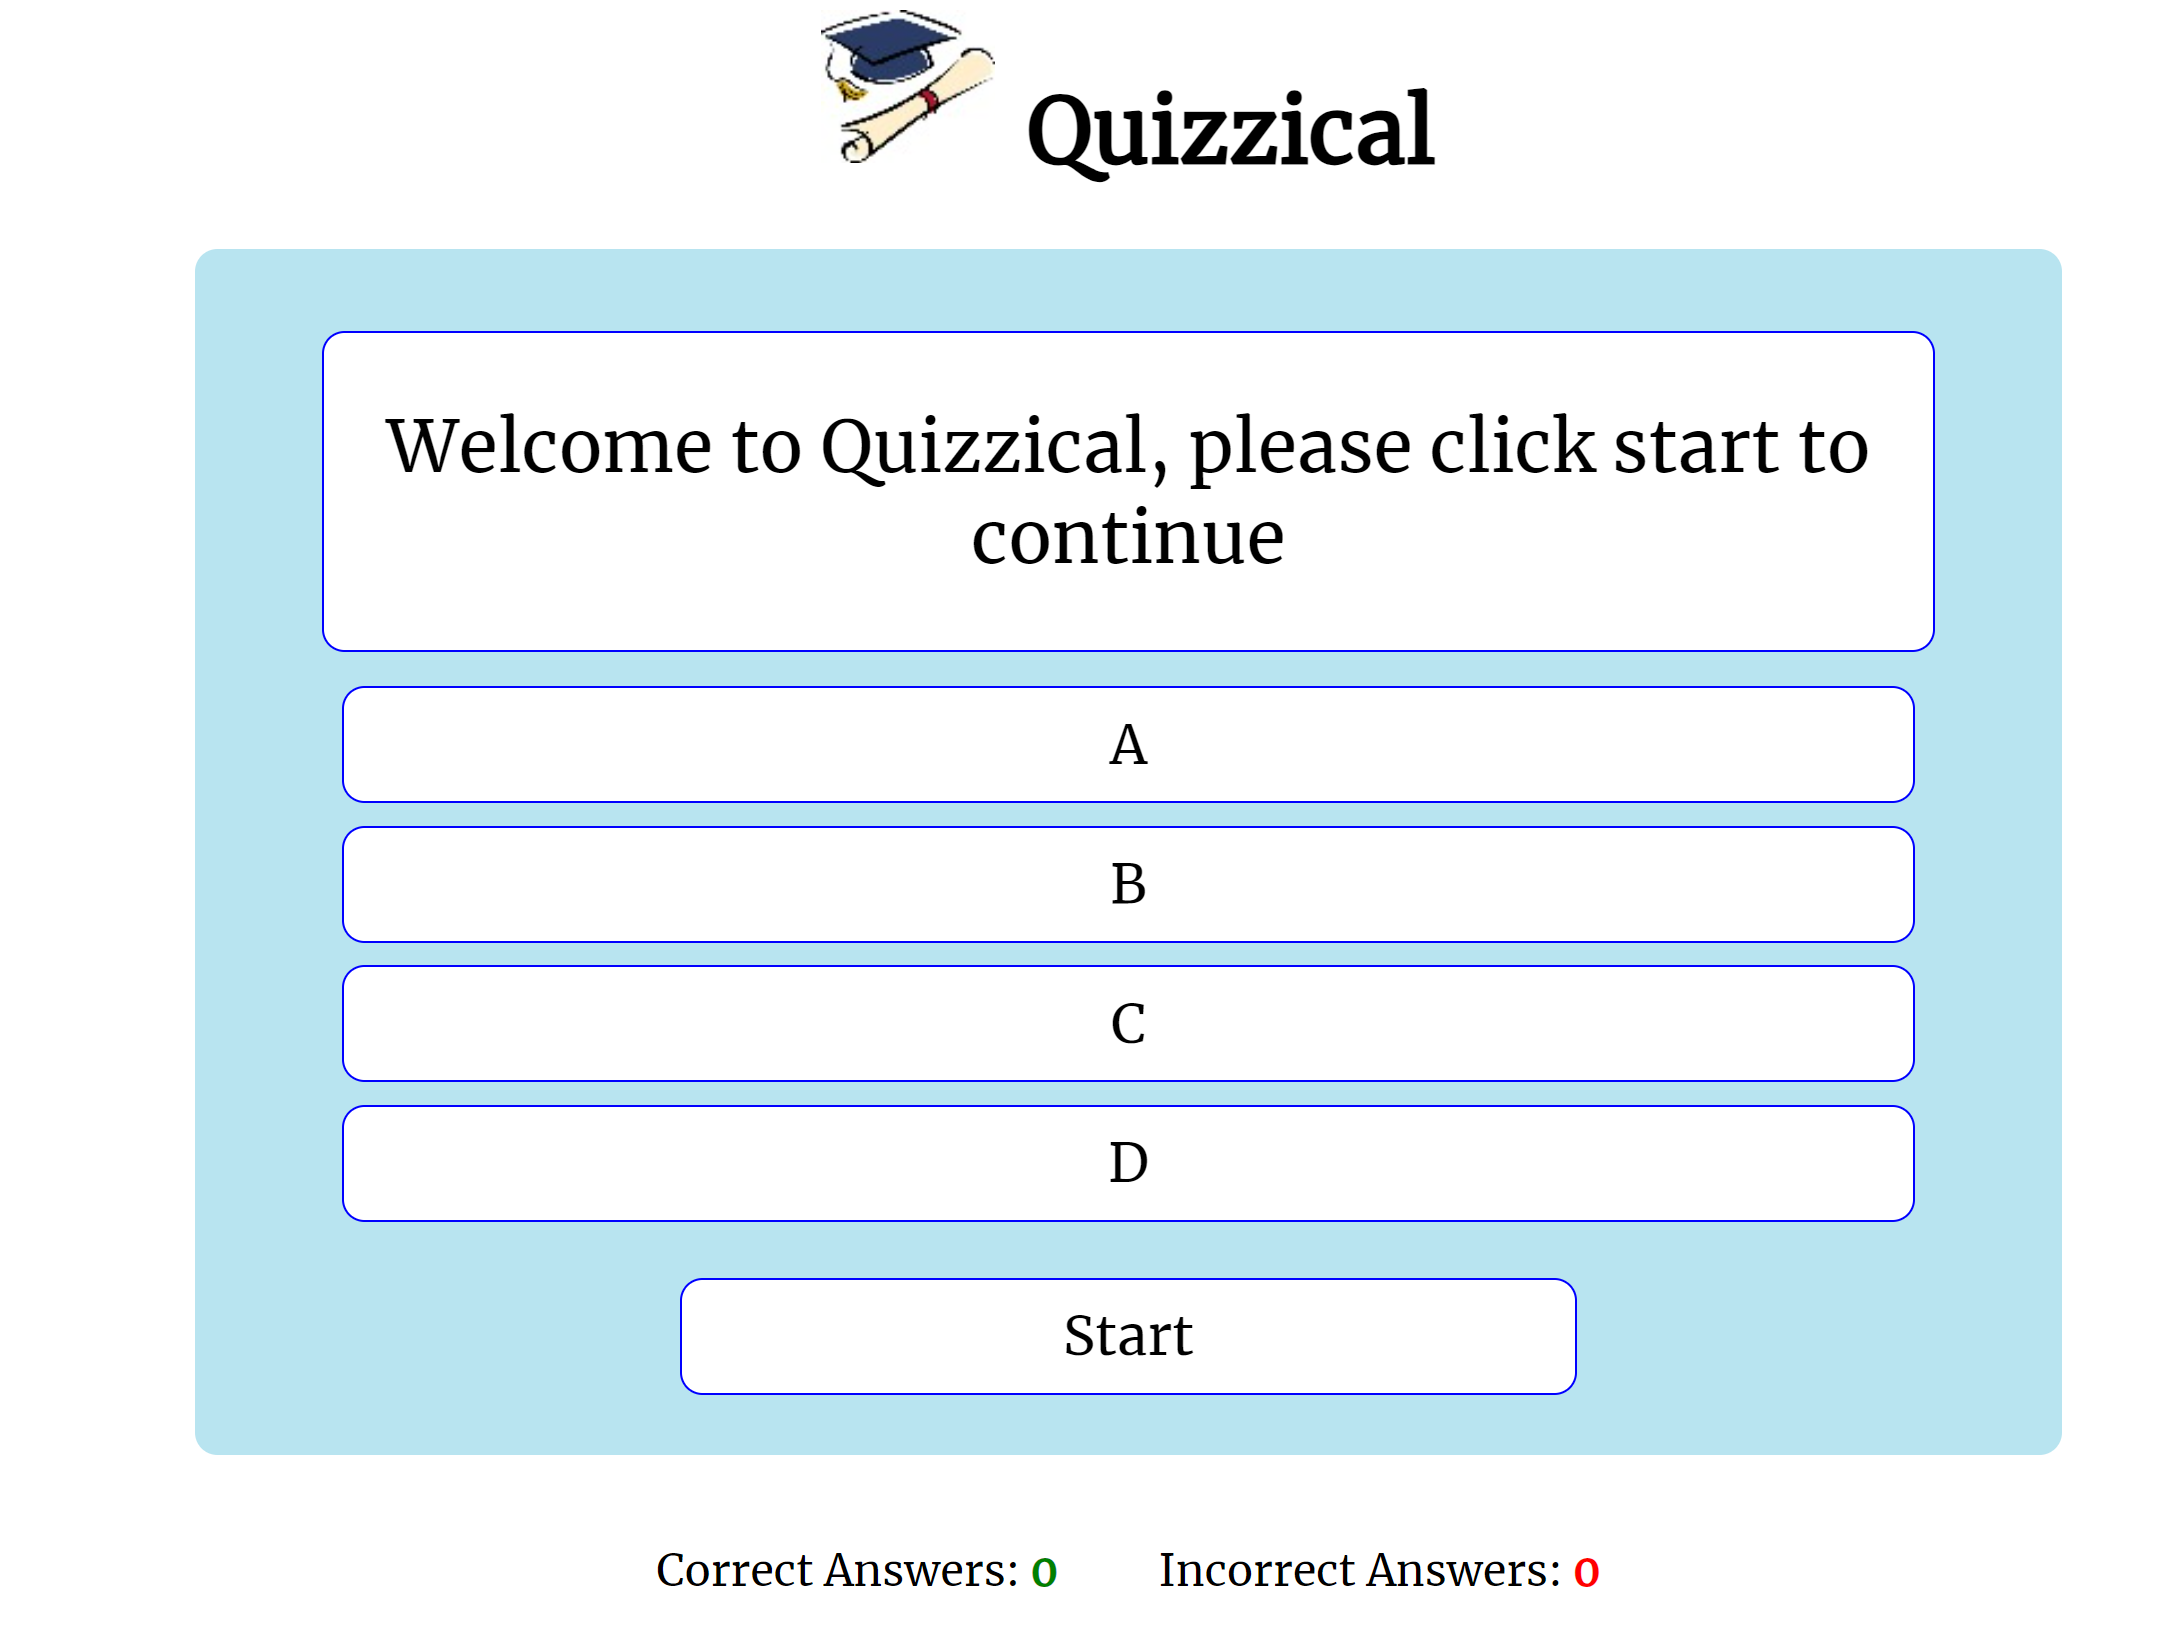 Quizzical
Welcome to Quizzical, please click start to
continue
A
B
C
D
Start
Correct Answers: 0 Incorrect Answers: 0